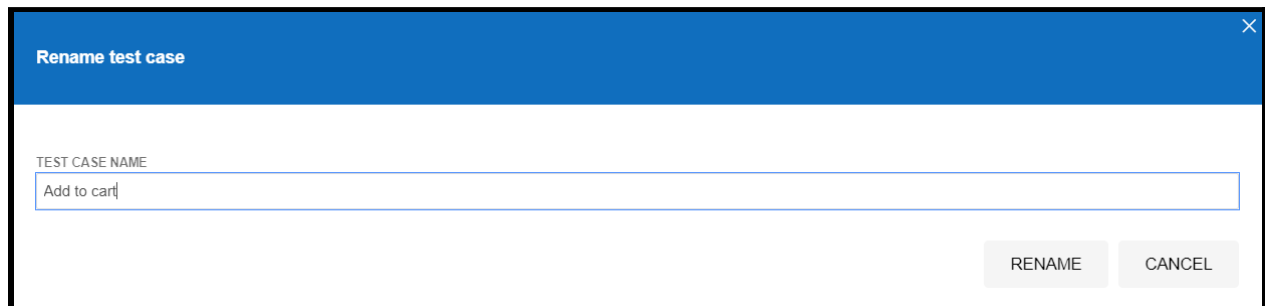 Rename test case
TEST CASE NAME
Add to cart
RENAME CANCEL